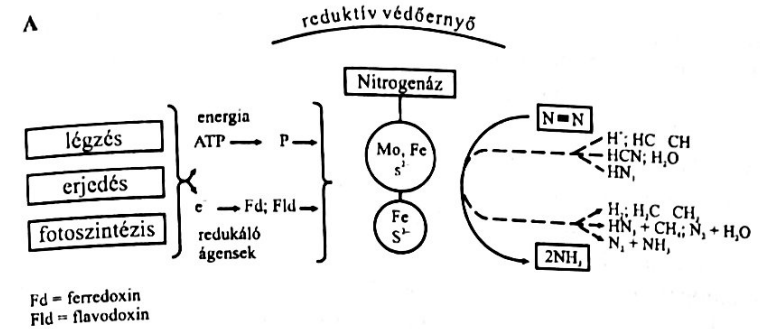 A
reduktív védőernyő
Nitrogenáz
légzés
erjedés
fotoszintézis
energia
ATP P
e⁻ Fd; Fld
redukáló
ágensek
Mo, Fe
S²⁻
Fe
S²⁻
N≡N
H⁺; HC CH
HCN; H₂O
HN₃
H₂; H₂C CH₂
HN₃ + CH₄; N₂ + H₂O
N₂ + NH₃
2NH₃
Fd = ferredoxin
Fld = flavodoxin